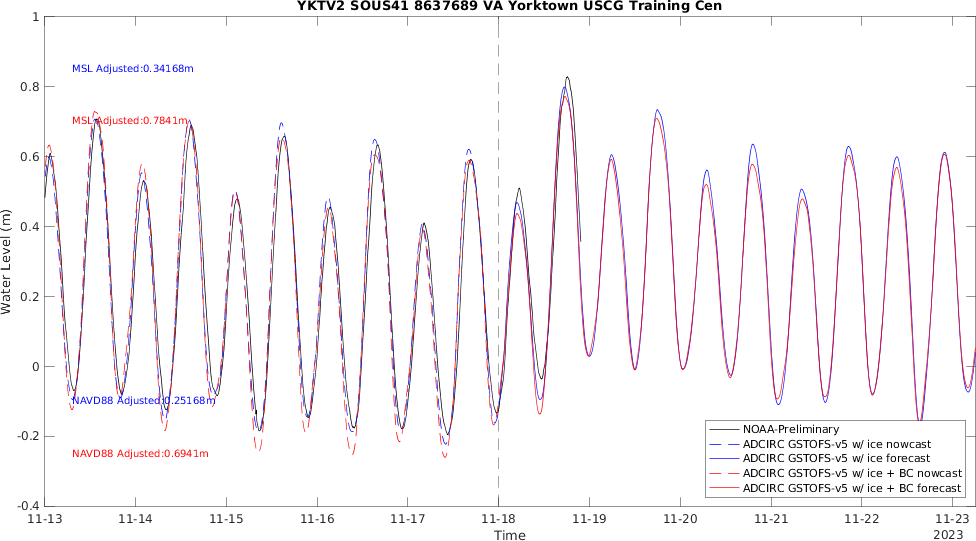 YKTV2 SOUS41 8637689 VA Yorktown USCG Training Cen
1
0.8
0.6
0.4
0.2
0
-0.2
-0.4
Water Level (m)
MSL Adjusted:0.34168m
MSL Adjusted:0.7841m
NAVD88 Adjusted:0.25168m
NAVD88 Adjusted:0.6941m
NOAA-Preliminary
ADCIRC GSTOFS-v5 w/ ice nowcast
ADCIRC GSTOFS-v5 w/ ice forecast
ADCIRC GSTOFS-v5 w/ ice + BC nowcast
ADCIRC GSTOFS-v5 w/ ice + BC forecast
11-13 11-14 11-15 11-16 11-17 11-18 11-19 11-20 11-21 11-22 11-23
Time
2023